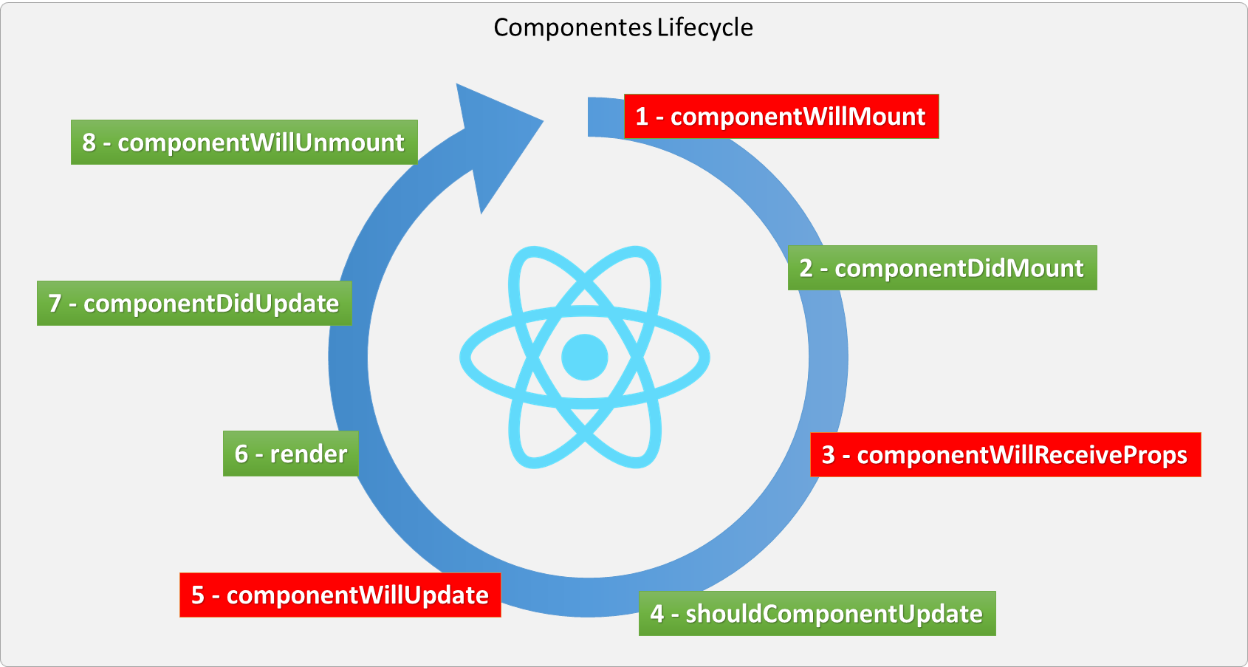 Componentes Lifecycle
1 - componentWillMount
2 - componentDidMount
3 - componentWillReceiveProps
4 - shouldComponentUpdate
5 - componentWillUpdate
6 - render
7 - componentDidUpdate
8 - componentWillUnmount